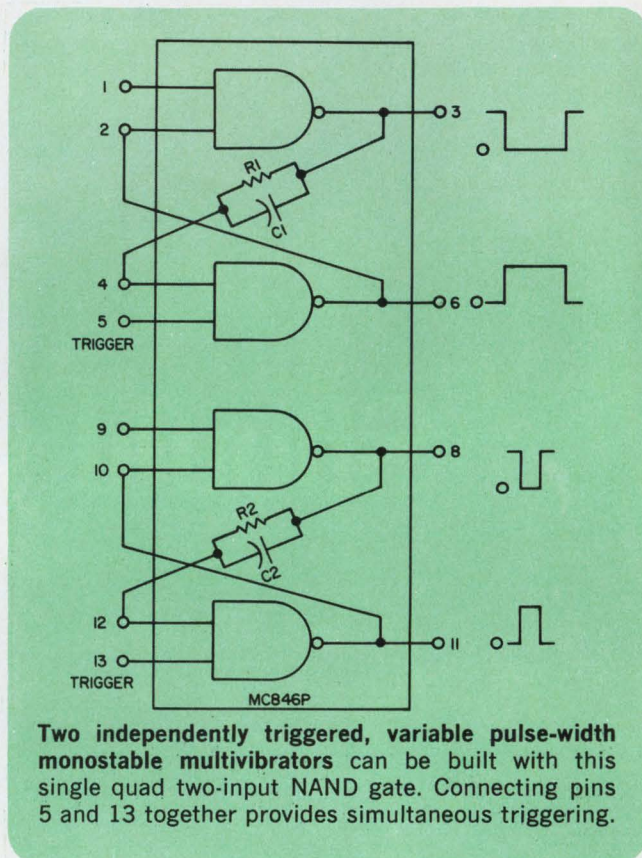 1
2
3
R1
C1
4
5
TRIGGER
6
9
10
8
R2
C2
12
13
TRIGGER
11
MC846P
Two independently triggered, variable pulse-width
monostable multivibrators can be built with this
single quad two-input NAND gate. Connecting pins
5 and 13 together provides simultaneous triggering.